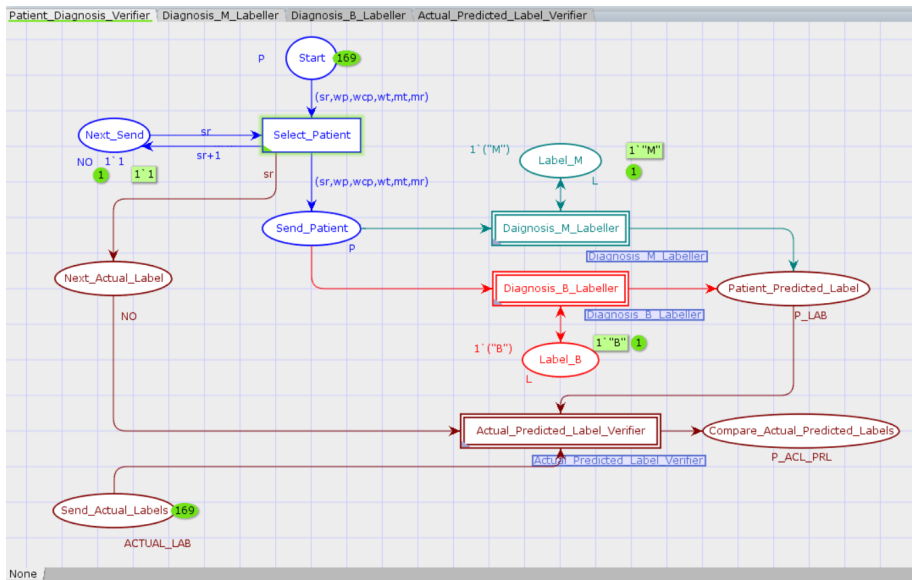 Patient_Diagnosis_Verifier Diagnosis_M_Labeller Diagnosis_B_Labeller Actual_Predicted_Label_Verifier
P
Start
169
(sr,wp,wcp,wt,mt,mr)
Next_Send
sr
Select_Patient
sr+1
NO
1`1
1
1`1
sr
(sr,wp,wcp,wt,mt,mr)
1`("M")
Label_M
1`"M"
1
L
Send_Patient
P
Daignosis_M_Labeller
Diagnosis_M_Labeller
Next_Actual_Label
NO
Diagnosis_B_Labeller
Diagnosis_B_Labeller
Patient_Predicted_Label
P_LAB
1`("B")
Label_B
1`"B"
1
L
Actual_Predicted_Label_Verifier
Actual_Predicted_Label_Verifier
Compare_Actual_Predicted_Labels
P_ACL_PRL
Send_Actual_Labels
169
ACTUAL_LAB
None